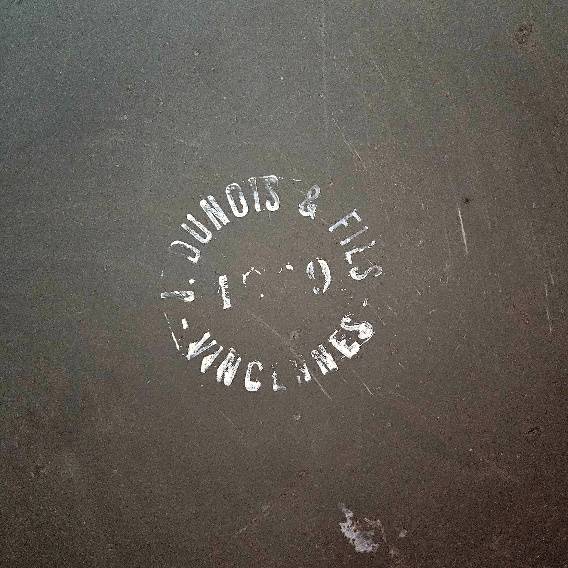 J. DUNOIS & FILS
- VINCENNES -